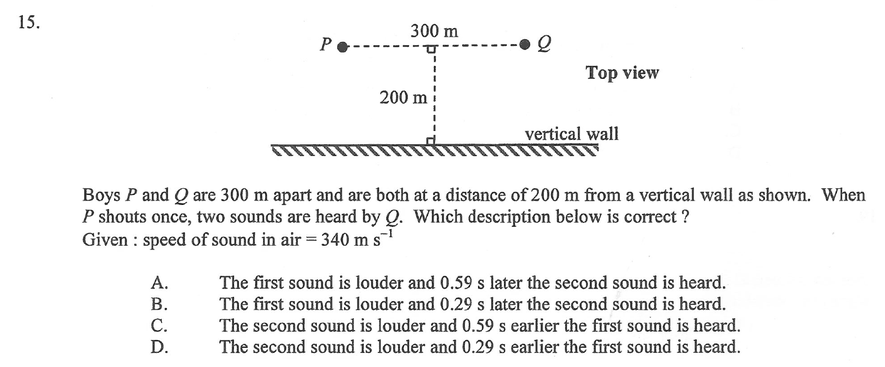 15.
300 m
P
Q
Top view
200 m
vertical wall
Boys P and Q are 300 m apart and are both at a distance of 200 m from a vertical wall as shown. When
P shouts once, two sounds are heard by Q. Which description below is correct ?
Given : speed of sound in air = 340 m s⁻¹
A. The first sound is louder and 0.59 s later the second sound is heard.
B. The first sound is louder and 0.29 s later the second sound is heard.
C. The second sound is louder and 0.59 s earlier the first sound is heard.
D. The second sound is louder and 0.29 s earlier the first sound is heard.